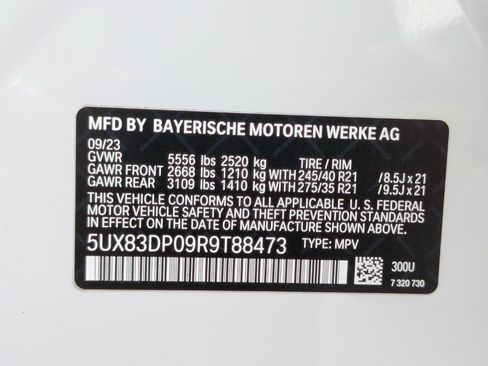 MFD BY BAYERISCHE MOTOREN WERKE AG
09/23
GVWR 5556 lbs 2520 kg TIRE / RIM
GAWR FRONT 2668 lbs 1210 kg WITH 245/40 R21 / 8.5J x 21
GAWR REAR 3109 lbs 1410 kg WITH 275/35 R21 / 9.5J x 21
THIS VEHICLE CONFORMS TO ALL APPLICABLE U. S. FEDERAL
MOTOR VEHICLE SAFETY AND THEFT PREVENTION STANDARDS
IN EFFECT ON THE DATE OF MANUFACTURE SHOWN ABOVE.
5UX83DP09R9T88473 TYPE: MPV
300U
7 320 730